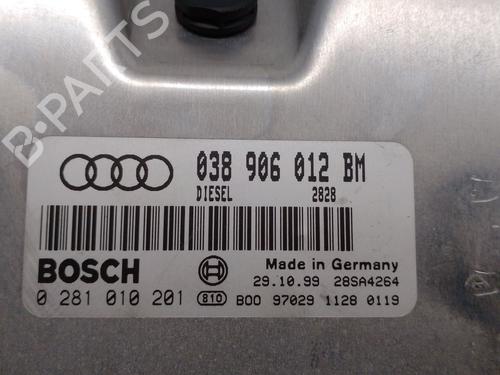 B-PARTS
038 906 012 BM
DIESEL 2828
BOSCH
Made in Germany
29.10.99 28SA4264
0 281 010 201 810 B00 97029 1128 0119